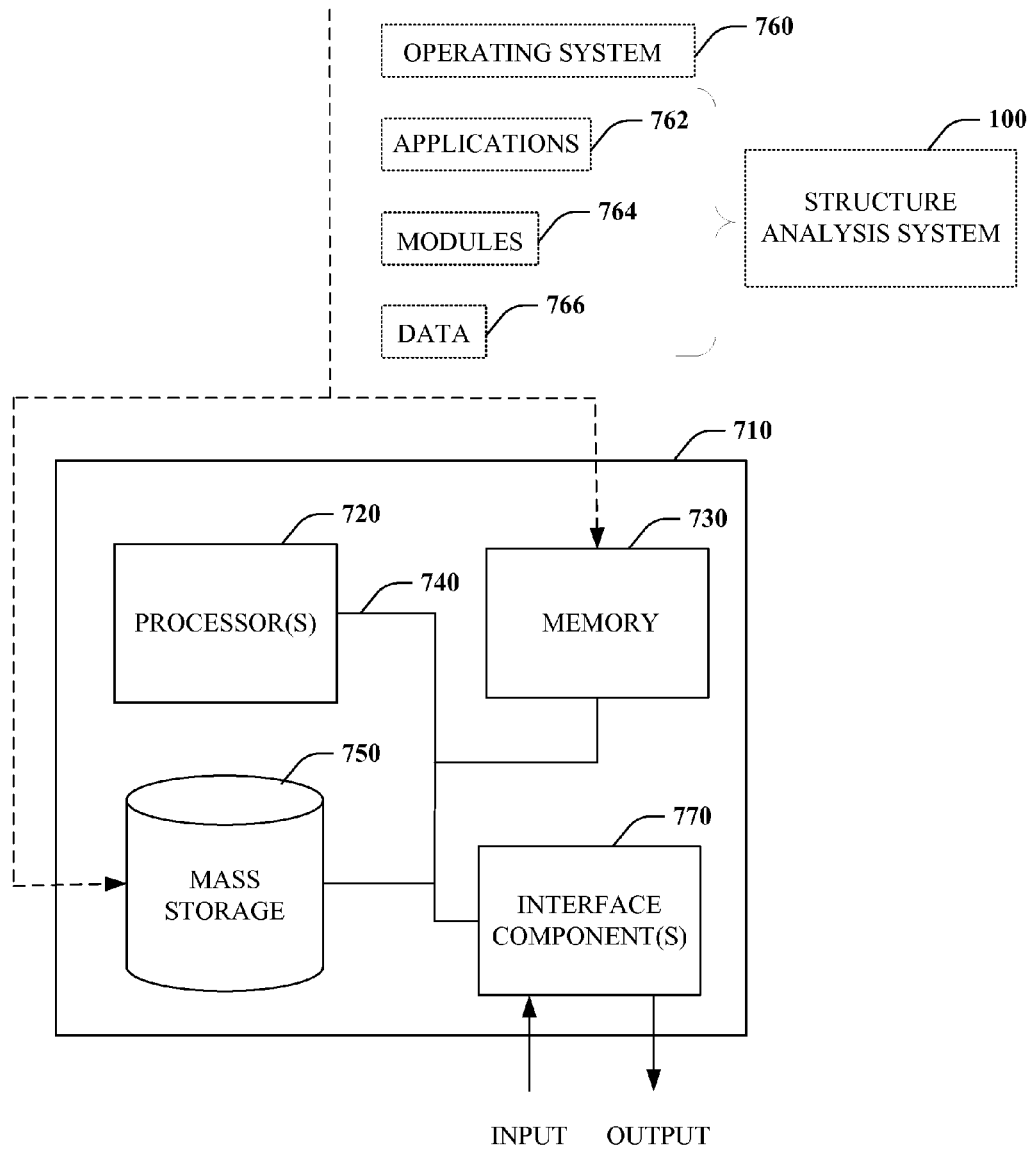 760
OPERATING SYSTEM
762
APPLICATIONS
100
STRUCTURE
ANALYSIS SYSTEM
764
MODULES
766
DATA
710
720
PROCESSOR(S)
730
MEMORY
740
750
MASS
STORAGE
770
INTERFACE
COMPONENT(S)
INPUT
OUTPUT